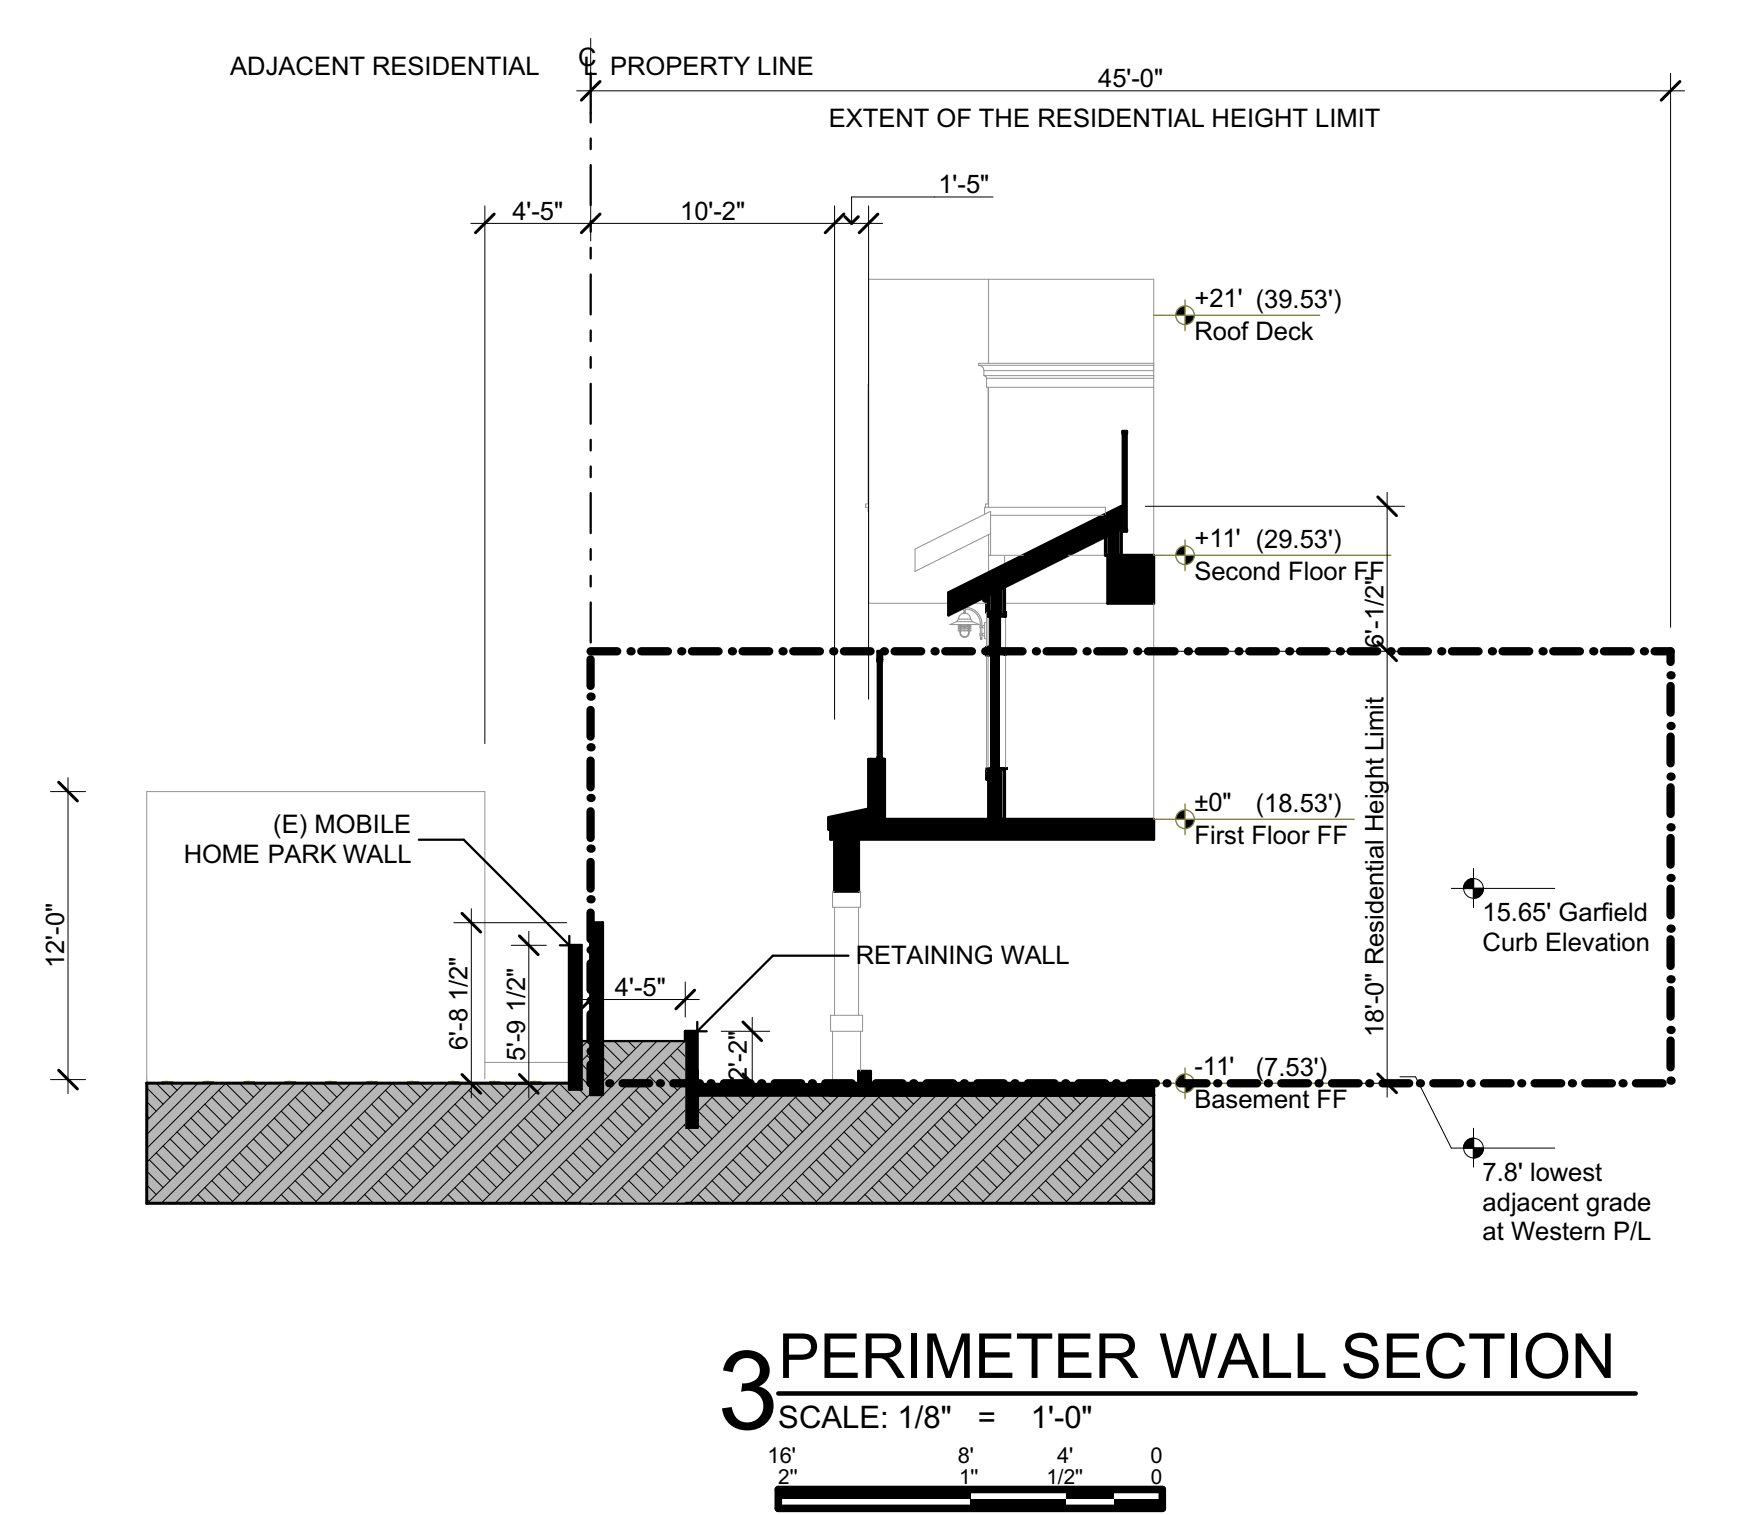 ADJACENT RESIDENTIAL
℄ PROPERTY LINE
45'-0"
EXTENT OF THE RESIDENTIAL HEIGHT LIMIT
1'-5"
4'-5"
10'-2"
+21' (39.53')
Roof Deck
+11' (29.53')
Second Floor FF
6'-1/2"
18'-0" Residential Height Limit
±0" (18.53')
First Floor FF
(E) MOBILE
HOME PARK WALL
12'-0"
6'-8 1/2"
5'-9 1/2"
4'-5"
RETAINING WALL
2'-2"
15.65' Garfield
Curb Elevation
-11' (7.53')
Basement FF
7.8' lowest
adjacent grade
at Western P/L
3 PERIMETER WALL SECTION
SCALE: 1/8" = 1'-0"
16' 8' 4' 0
2" 1" 1/2" 0